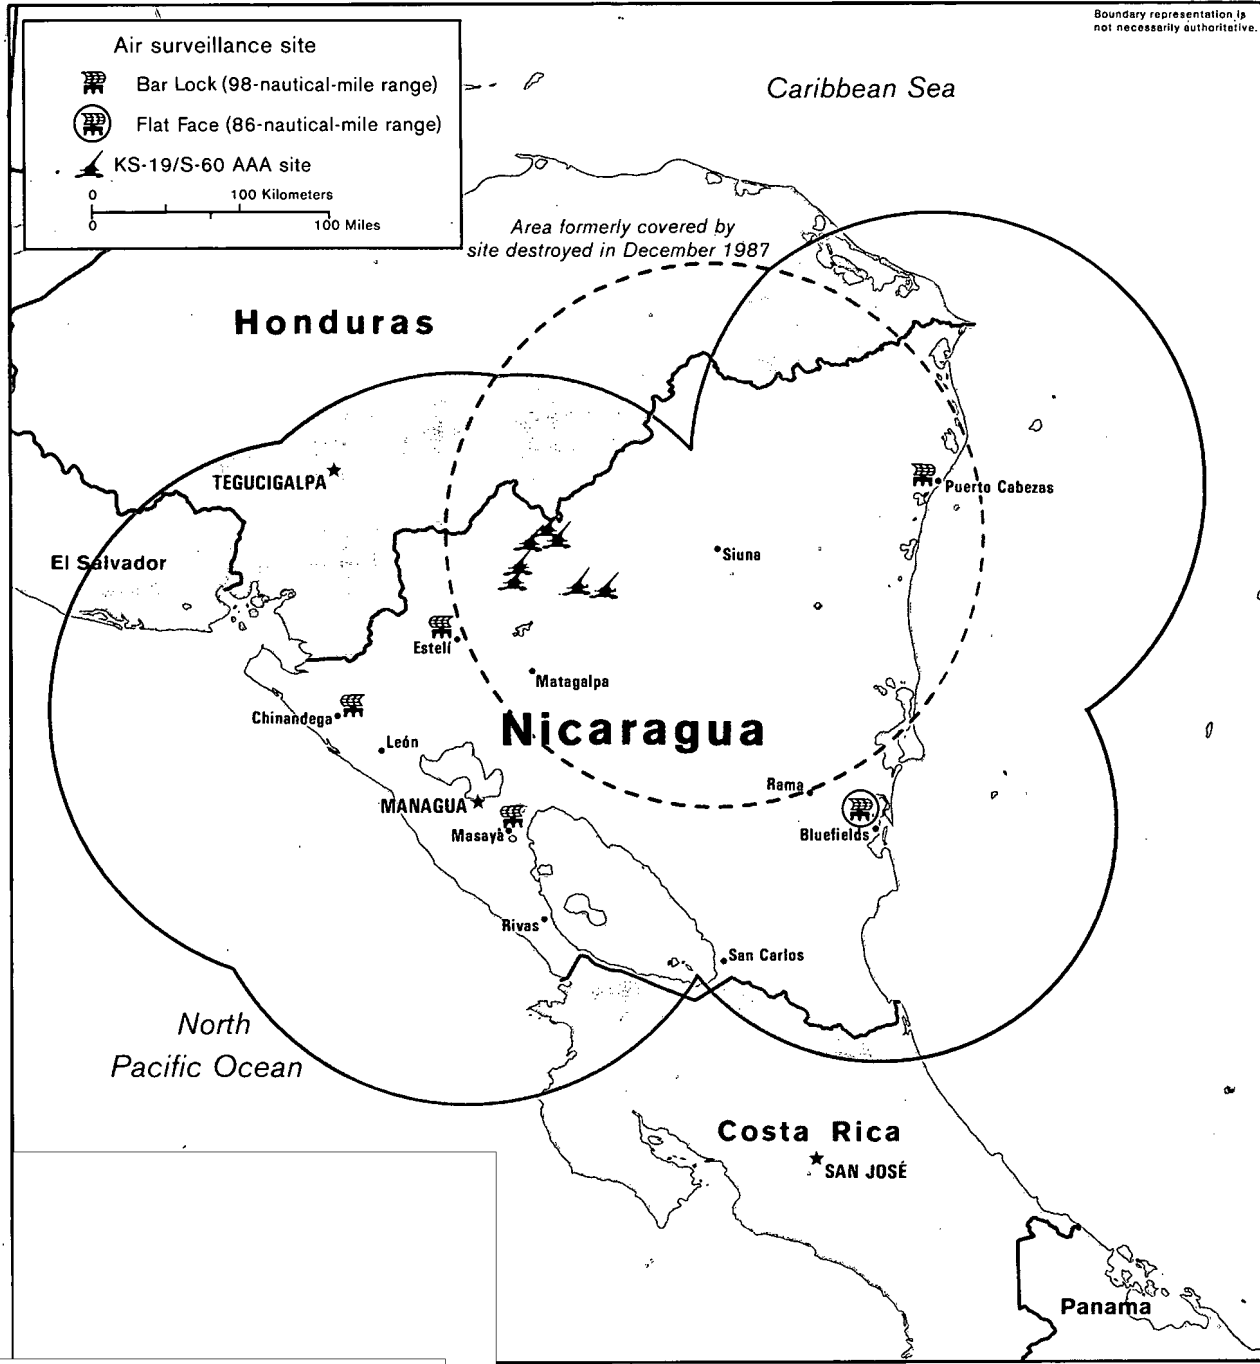 Boundary representation is
not necessarily authoritative.
Air surveillance site
Bar Lock (98-nautical-mile range)
Flat Face (86-nautical-mile range)
KS-19/S-60 AAA site
0 100 Kilometers
0 100 Miles
Caribbean Sea
Area formerly covered by
site destroyed in December 1987
Honduras
TEGUCIGALPA
Puerto Cabezas
El Salvador
Siuna
Estelí
Matagalpa
Chinandega
Nicaragua
León
Rama
MANAGUA
Masaya
Bluefields
Rivas
San Carlos
North
Pacific Ocean
Costa Rica
SAN JOSÉ
Panama